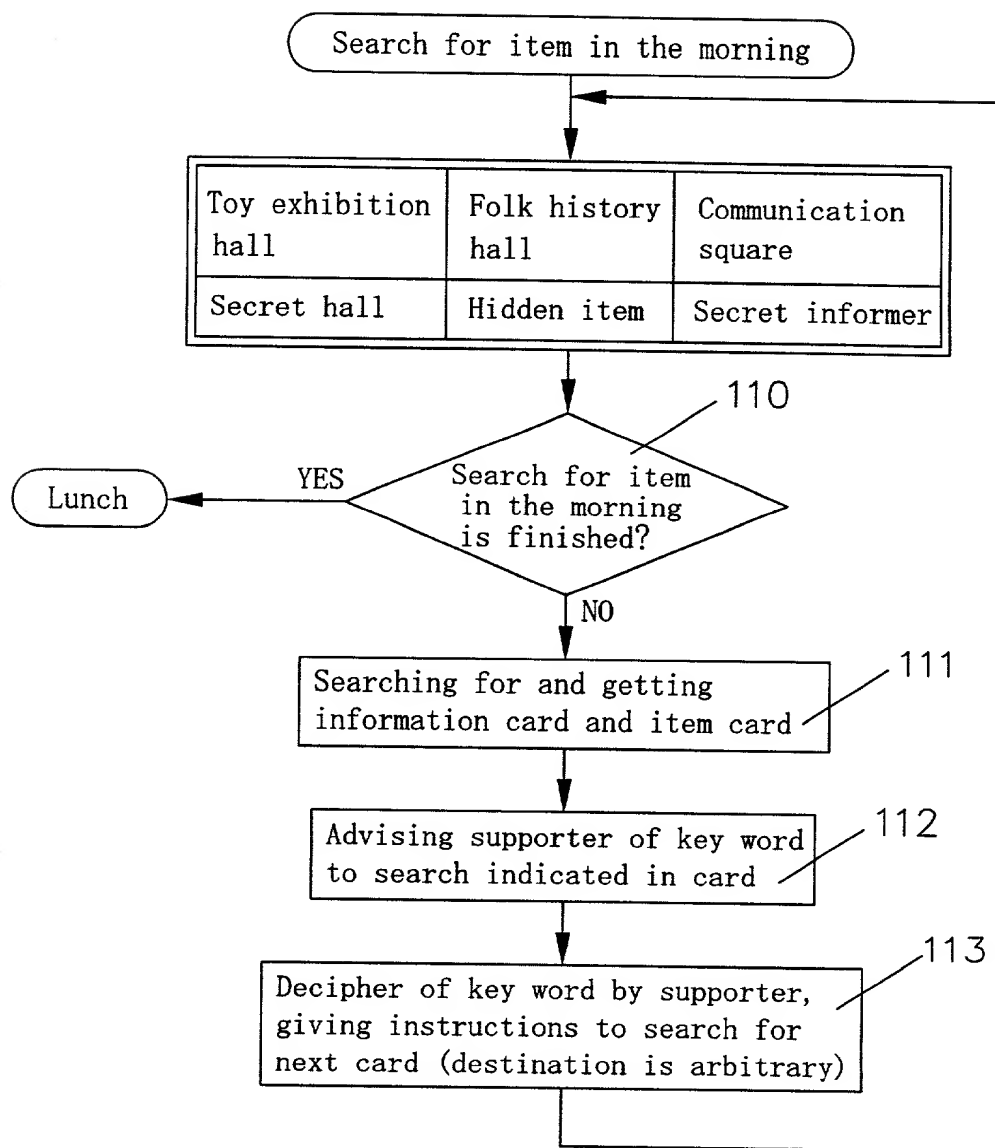 Search for item in the morning
Toy exhibition
hall
Folk history
hall
Communication
square
Secret hall
Hidden item
Secret informer
110
Search for item
in the morning
is finished?
YES
Lunch
NO
Searching for and getting
information card and item card
111
Advising supporter of key word
to search indicated in card
112
Decipher of key word by supporter,
giving instructions to search for
next card (destination is arbitrary)
113